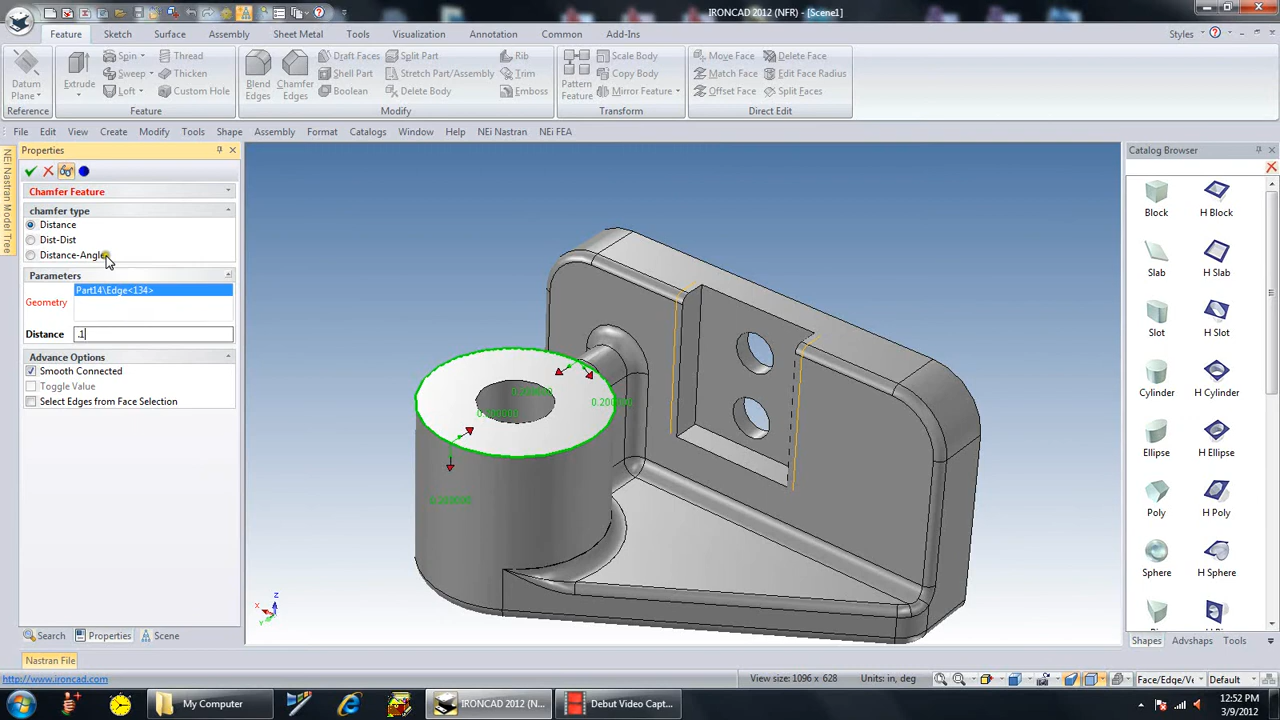 IRONCAD 2012 (NFR) - [Scene1]
Feature Sketch Surface Assembly Sheet Metal Tools Visualization Annotation Common Add-Ins Styles
Datum Plane
Reference
Extrude
Spin
Sweep
Loft
Thread
Thicken
Custom Hole
Feature
Blend Edges
Chamfer Edges
Draft Faces
Shell Part
Boolean
Split Part
Stretch Part/Assembly
Delete Body
Rib
Trim
Emboss
Modify
Pattern Feature
Scale Body
Copy Body
Mirror Feature
Transform
Move Face
Match Face
Offset Face
Delete Face
Edit Face Radius
Split Faces
Direct Edit
File Edit View Create Modify Tools Shape Assembly Format Catalogs Window Help NEi Nastran NEi FEA
NEi Nastran Model Tree
Properties
Chamfer Feature
chamfer type
Distance
Dist-Dist
Distance-Angle
Parameters
Geometry
Part14\Edge<134>
Distance .1
Advance Options
Smooth Connected
Toggle Value
Select Edges from Face Selection
0.200000
0.200000
X
Y
Z
Search Properties Scene
Nastran File
Catalog Browser
Block H Block
Slab H Slab
Slot H Slot
Cylinder H Cylinder
Ellipse H Ellipse
Poly H Poly
Sphere H Sphere
Shapes Advshaps Tools
http://www.ironcad.com
View size: 1096 x 628 Units: in, deg
Face/Edge/Ve
Default
My Computer
IRONCAD 2012 (N...
Debut Video Capt...
12:52 PM
3/9/2012